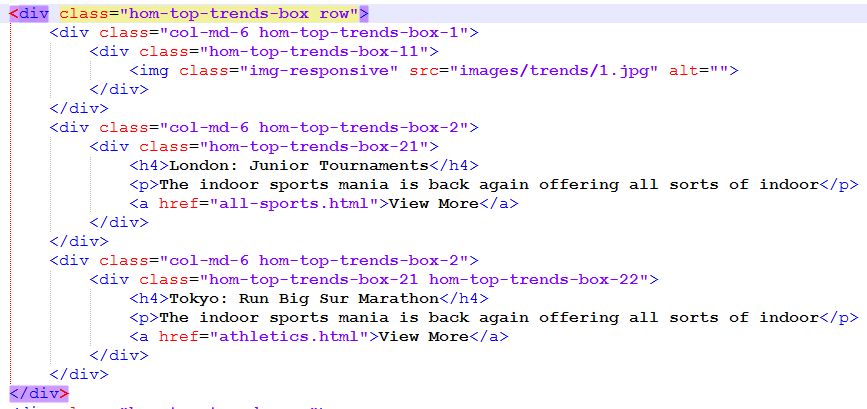 <div class="hom-top-trends-box row">
<div class="col-md-6 hom-top-trends-box-1">
<div class="hom-top-trends-box-11">
<img class="img-responsive" src="images/trends/1.jpg" alt="">
</div>
</div>
<div class="col-md-6 hom-top-trends-box-2">
<div class="hom-top-trends-box-21">
<h4>London: Junior Tournaments</h4>
<p>The indoor sports mania is back again offering all sorts of indoor</p>
<a href="all-sports.html">View More</a>
</div>
</div>
<div class="col-md-6 hom-top-trends-box-2">
<div class="hom-top-trends-box-21 hom-top-trends-box-22">
<h4>Tokyo: Run Big Sur Marathon</h4>
<p>The indoor sports mania is back again offering all sorts of indoor</p>
<a href="athletics.html">View More</a>
</div>
</div>
</div>